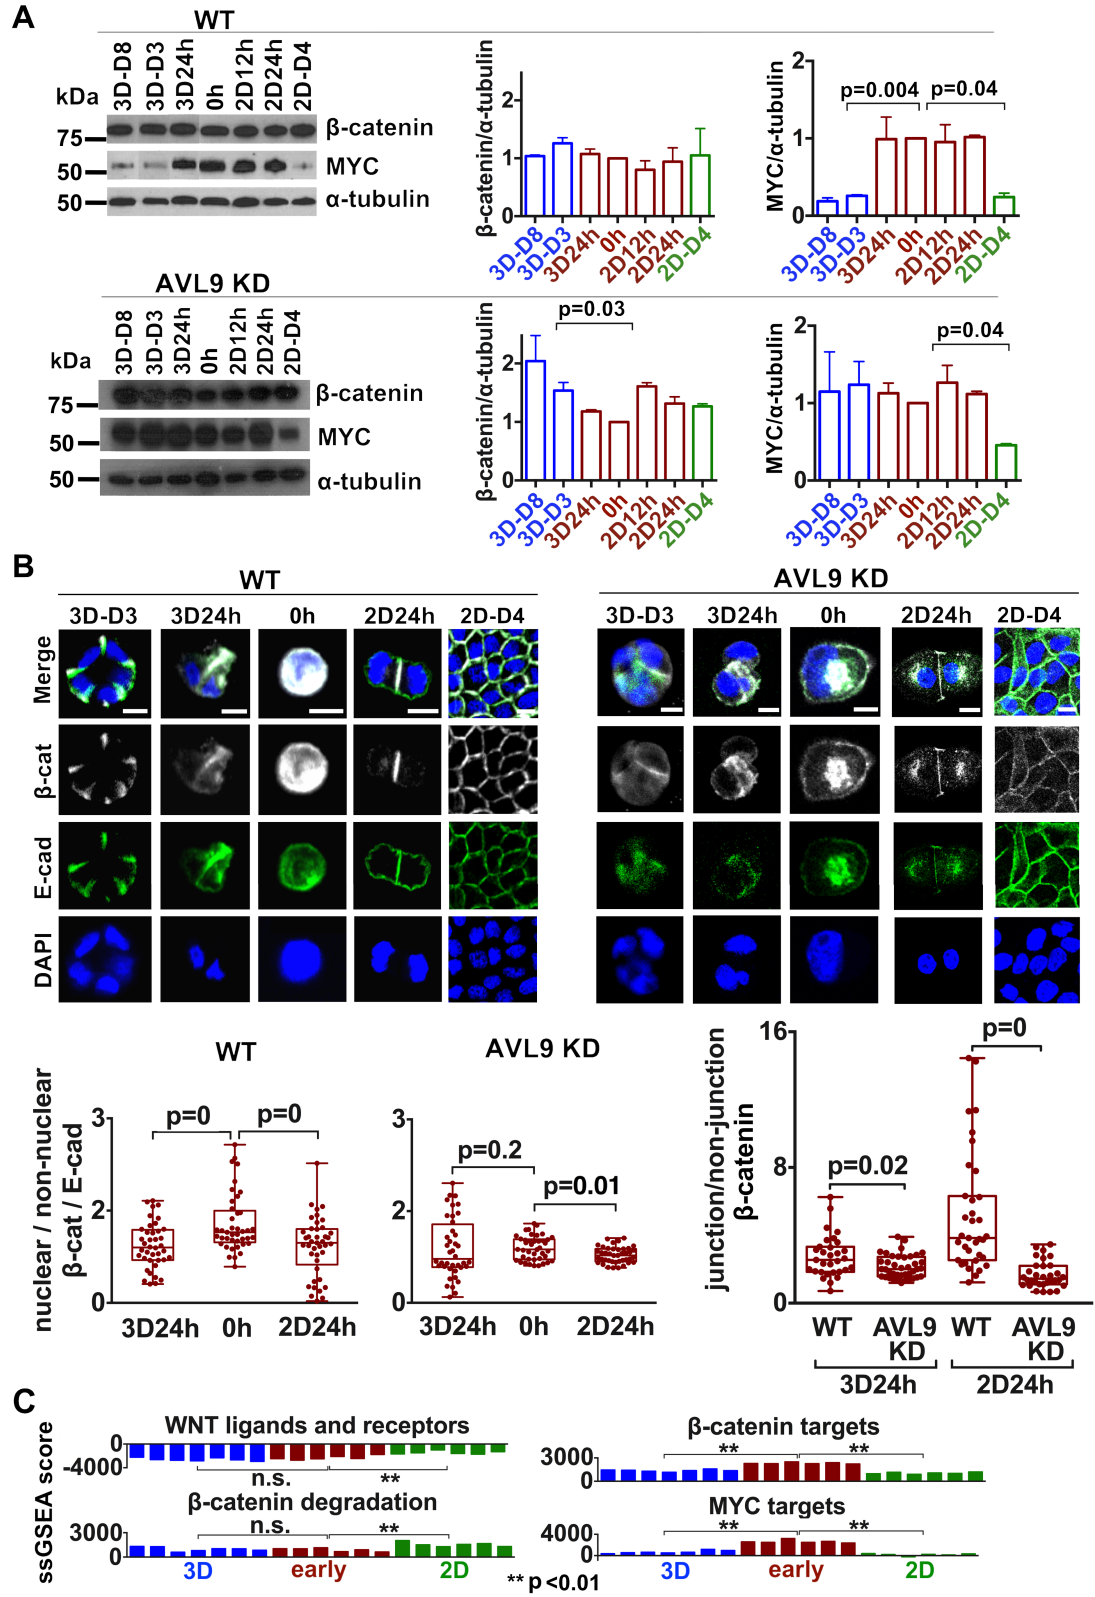 A
WT
3D-D8 3D-D3 3D24h 0h 2D12h 2D24h 2D-D4
kDa
75
50
50
β-catenin
MYC
α-tubulin
β-catenin/α-tubulin
2
1
0
3D-D8 3D-D3 3D24h 0h 2D12h 2D24h 2D-D4
MYC/α-tubulin
2
1
0
p=0.004 p=0.04
3D-D8 3D-D3 3D24h 0h 2D12h 2D24h 2D-D4
AVL9 KD
3D-D8 3D-D3 3D24h 0h 2D12h 2D24h 2D-D4
kDa
75
50
50
β-catenin
MYC
α-tubulin
β-catenin/α-tubulin
2
1
0
p=0.03
3D-D8 3D-D3 3D24h 0h 2D12h 2D24h 2D-D4
MYC/α-tubulin
2
1
0
p=0.04
3D-D8 3D-D3 3D24h 0h 2D12h 2D24h 2D-D4
B
WT
3D-D3 3D24h 0h 2D24h 2D-D4
AVL9 KD
3D-D3 3D24h 0h 2D24h 2D-D4
Merge
β-cat
E-cad
DAPI
WT
nuclear / non-nuclear
β-cat / E-cad
3
2
0
p=0 p=0
3D24h 0h 2D24h
AVL9 KD
3
2
0
p=0.2
p=0.01
3D24h 0h 2D24h
junction/non-junction
β-catenin
16
8
0
p=0.02
p=0
WT AVL9 WT AVL9
KD KD
3D24h 2D24h
C
ssGSEA score
WNT ligands and receptors
0
-4000
n.s. **
β-catenin degradation
3000
0
n.s. **
3D early 2D
β-catenin targets
3000
0
** **
MYC targets
4000
0
** **
3D early 2D
** p <0.01